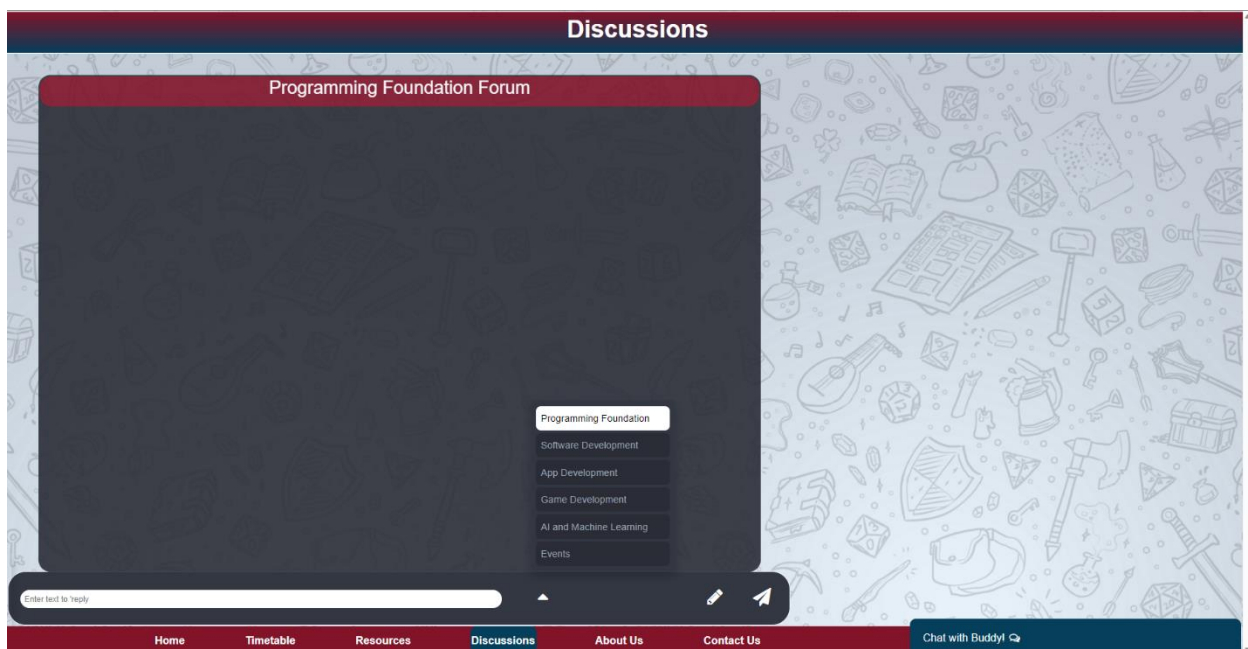 Discussions
Programming Foundation Forum
Programming Foundation
Software Development
App Development
Game Development
AI and Machine Learning
Events
Enter text to 'reply
Home Timetable Resources Discussions About Us Contact Us
Chat with Buddy!